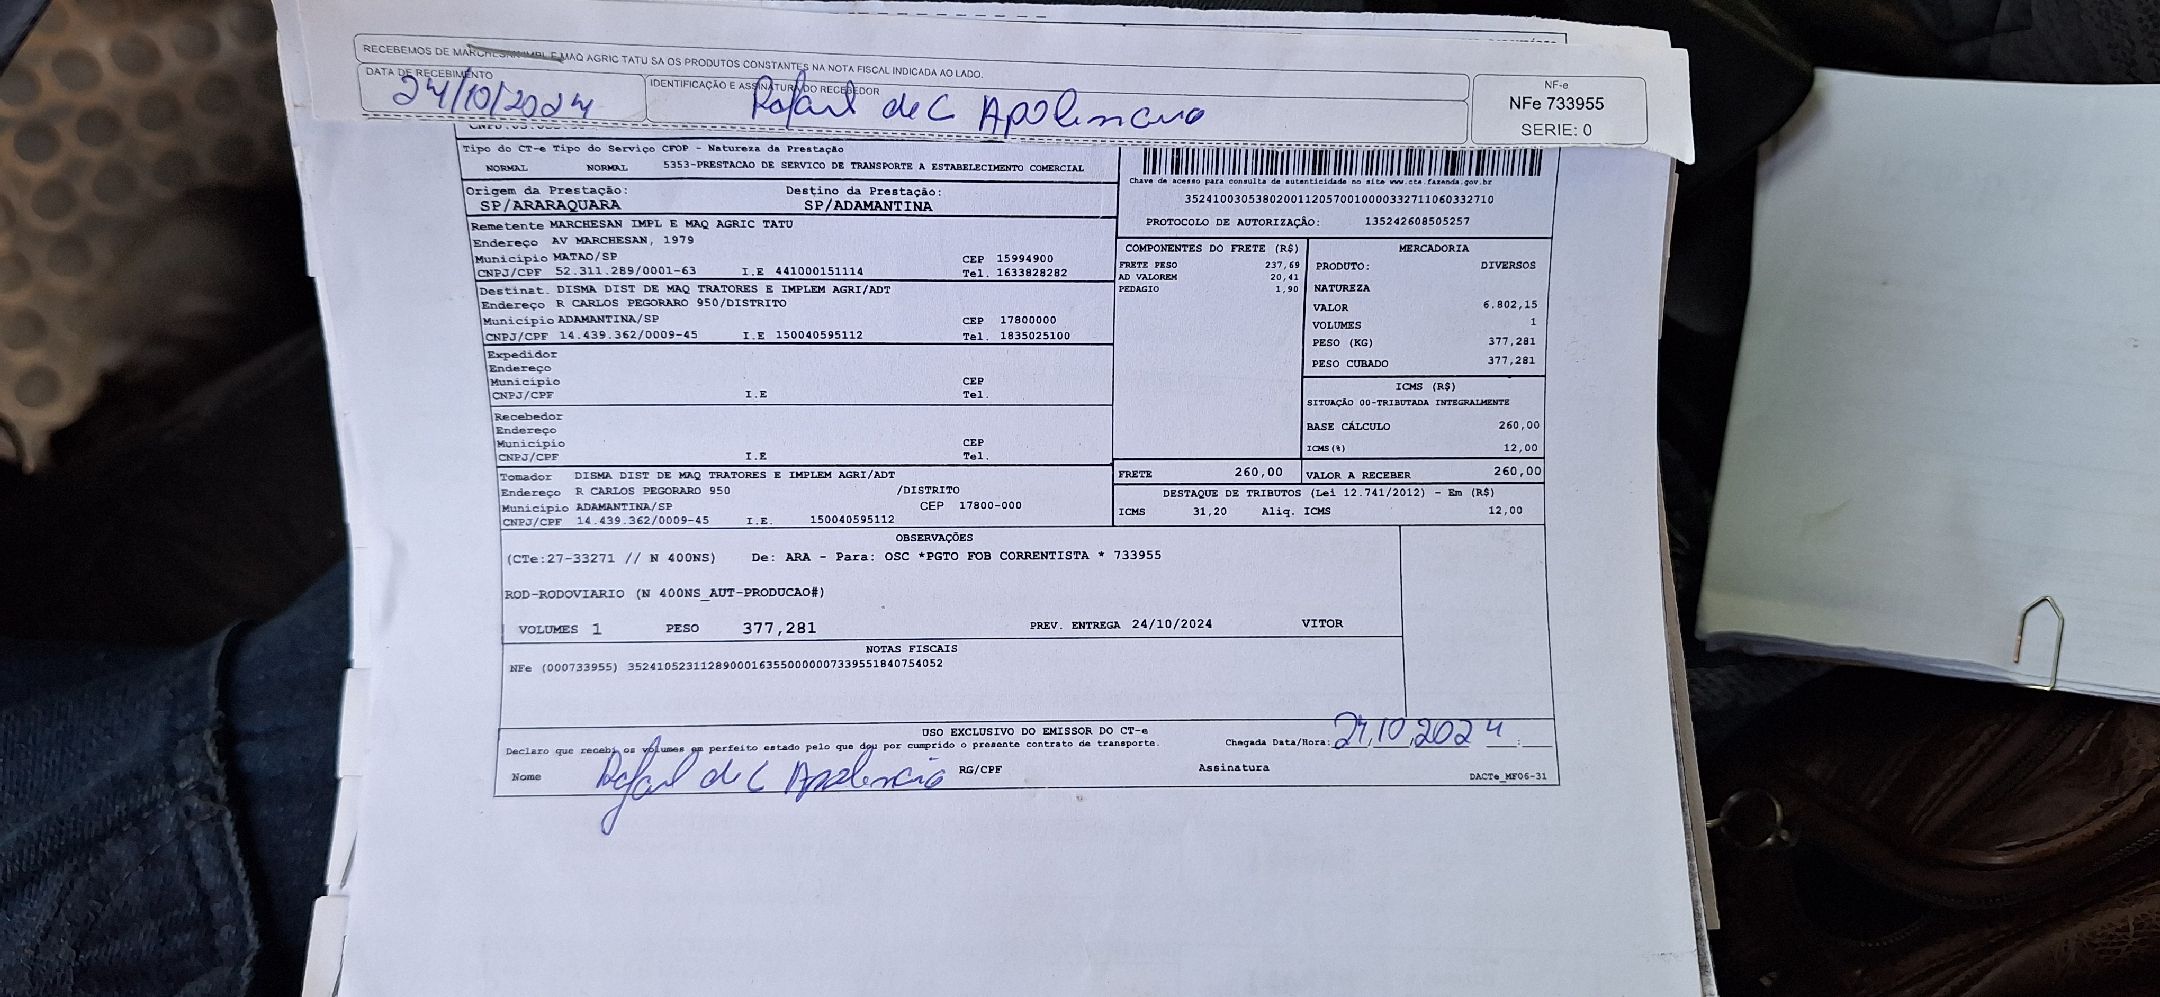 RECEBEMOS DE MARCHESAN IMPL E MAQ AGRIC TATU SA OS PRODUTOS CONSTANTES NA NOTA FISCAL INDICADA AO LADO.
DATA DE RECEBIMENTO
24/10/2024
IDENTIFICAÇÃO E ASSINATURA DO RECEBEDOR
Rafael de C Apolinario
NF-e
NFe 733955
SERIE: 0
Tipo do CT-e Tipo do Serviço CFOP - Natureza da Prestação
NORMAL NORMAL 5353-PRESTACAO DE SERVICO DE TRANSPORTE A ESTABELECIMENTO COMERCIAL
Origem da Prestação: Destino da Prestação:
SP/ARARAQUARA SP/ADAMANTINA
Chave de acesso para consulta de autenticidade no site www.cte.fazenda.gov.br
35241003053802001120570010000332711060332710
PROTOCOLO DE AUTORIZAÇÃO: 135242608505257
Remetente MARCHESAN IMPL E MAQ AGRIC TATU
Endereço AV MARCHESAN, 1979
Município MATAO/SP CEP 15994900
CNPJ/CPF 52.311.289/0001-63 I.E 441000151114 Tel. 1633828282
Destinat. DISMA DIST DE MAQ TRATORES E IMPLEM AGRI/ADT
Endereço R CARLOS PEGORARO 950/DISTRITO
Município ADAMANTINA/SP CEP 17800000
CNPJ/CPF 14.439.362/0009-45 I.E 150040595112 Tel. 1835025100
Expedidor
Endereço
Município CEP
CNPJ/CPF I.E Tel.
Recebedor
Endereço
Município CEP
CNPJ/CPF I.E Tel.
Tomador DISMA DIST DE MAQ TRATORES E IMPLEM AGRI/ADT
Endereço R CARLOS PEGORARO 950 /DISTRITO
Município ADAMANTINA/SP CEP 17800-000
CNPJ/CPF 14.439.362/0009-45 I.E. 150040595112
COMPONENTES DO FRETE (R$)
FRETE PESO 237,69
AD VALOREM 20,41
PEDAGIO 1,90
MERCADORIA
PRODUTO: DIVERSOS
NATUREZA
VALOR 6.802,15
VOLUMES 1
PESO (KG) 377,281
PESO CUBADO 377,281
ICMS (R$)
SITUAÇÃO 00-TRIBUTADA INTEGRALMENTE
BASE CÁLCULO 260,00
ICMS(%) 12,00
FRETE 260,00 VALOR A RECEBER 260,00
DESTAQUE DE TRIBUTOS (Lei 12.741/2012) - Em (R$)
ICMS 31,20 Aliq. ICMS 12,00
OBSERVAÇÕES
(CTe:27-33271 // N 400NS) De: ARA - Para: OSC *PGTO FOB CORRENTISTA * 733955
ROD-RODOVIARIO (N 400NS_AUT-PRODUCAO#)
VOLUMES 1 PESO 377,281 PREV. ENTREGA 24/10/2024 VITOR
NOTAS FISCAIS
NFe (000733955) 35241052311289000163550000007339551840754052
USO EXCLUSIVO DO EMISSOR DO CT-e
Declaro que recebi os volumes em perfeito estado pelo que dou por cumprido o presente contrato de transporte. Chegada Data/Hora: 24,10,2024 __:__
Nome Rafael de C Apolencio RG/CPF Assinatura
DACTe_MF06-31